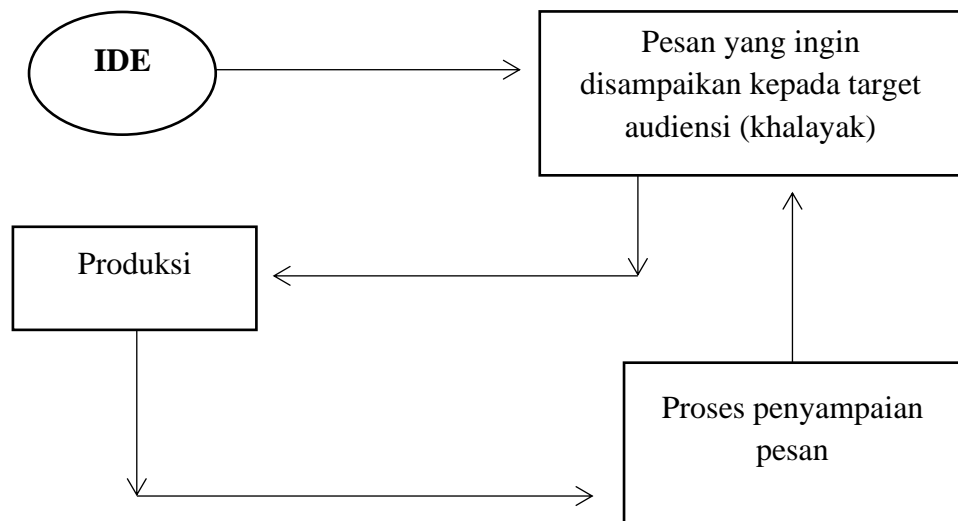 IDE
Pesan yang ingin
disampaikan kepada target
audiensi (khalayak)
Produksi
Proses penyampaian
pesan